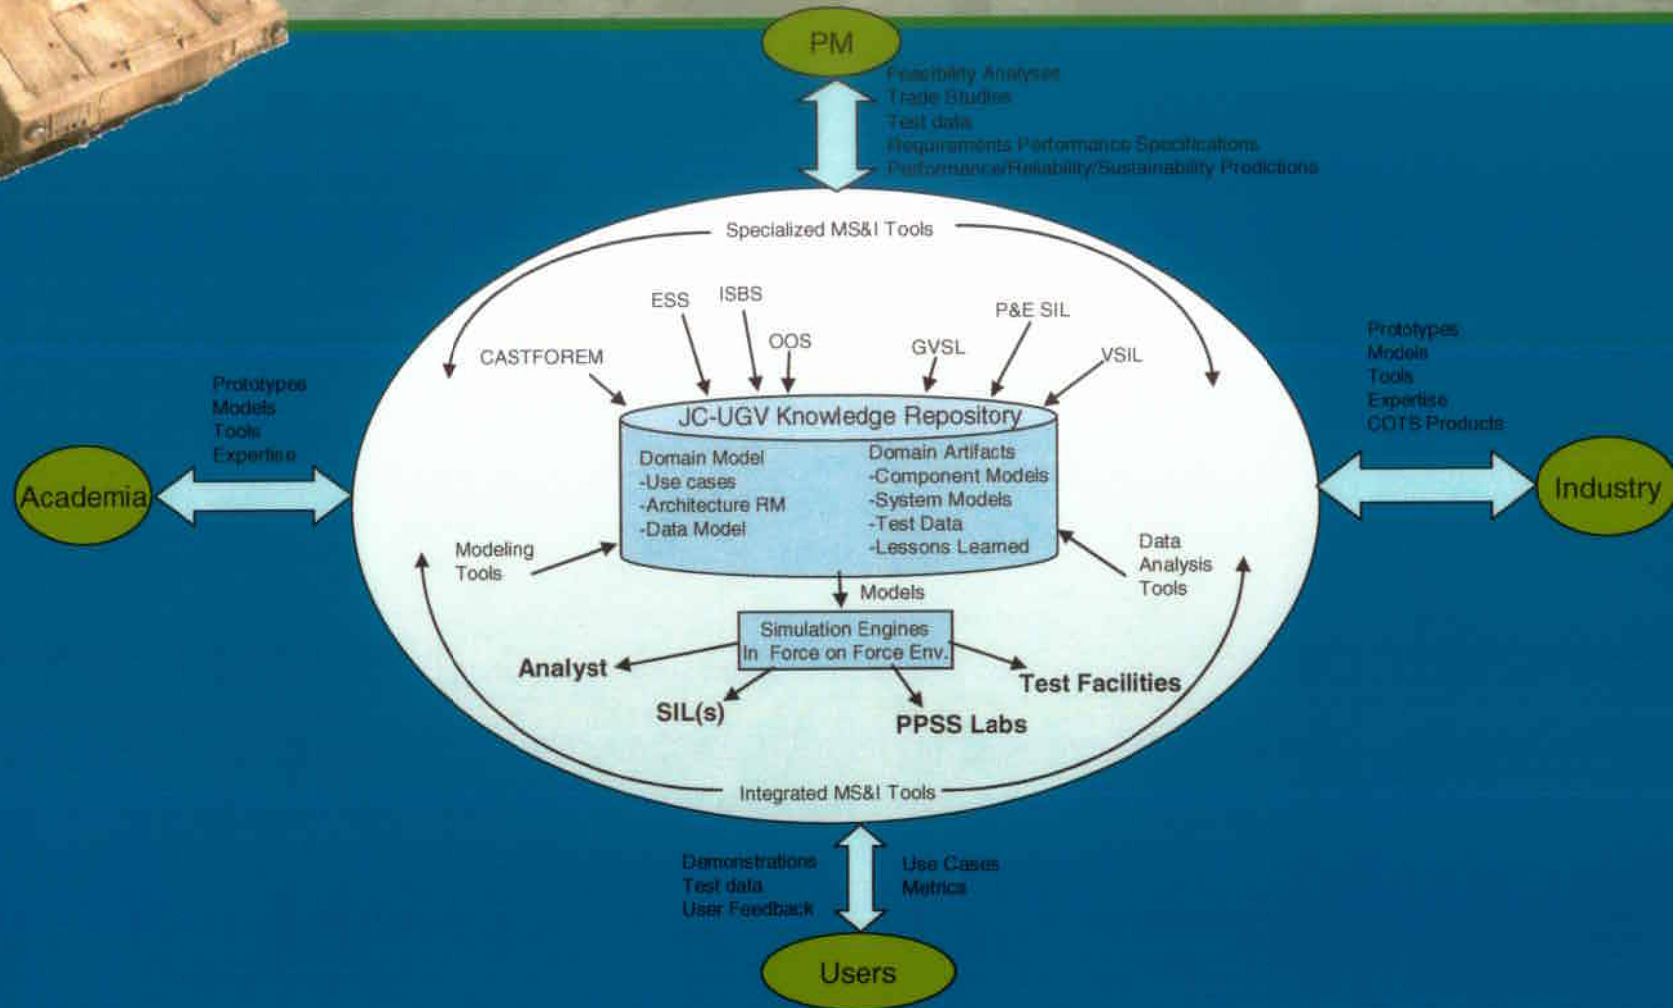 PM
Feasibility Analyses
Trade Studies
Test data
Requirements Performance Specifications
Performance/Reliability/Sustainability Predictions
Specialized MS&I Tools
ESS
ISBS
P&E SIL
OOS
GVSL
VSIL
CASTFOREM
Prototypes
Models
Tools
Expertise
Academia
Prototypes
Models
Tools
Expertise
COTS Products
Industry
JC-UGV Knowledge Repository
Domain Model
-Use cases
-Architecture RM
-Data Model
Domain Artifacts
-Component Models
-System Models
-Test Data
-Lessons Learned
Modeling
Tools
Data
Analysis
Tools
Models
Simulation Engines
In Force on Force Env.
Analyst
SIL(s)
PPSS Labs
Test Facilities
Integrated MS&I Tools
Demonstrations
Test data
User Feedback
Use Cases
Metrics
Users